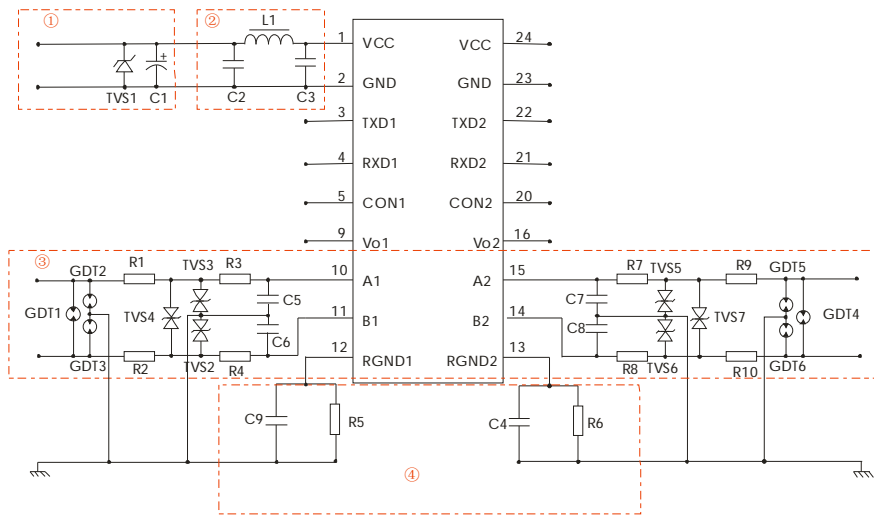 ① ② L1
1 VCC VCC 24
2 GND GND 23
TVS1 C1 C2 C3
3 TXD1 TXD2 22
4 RXD1 RXD2 21
5 CON1 CON2 20
9 Vo1 Vo2 16
③ GDT2 R1 TVS3 R3 10 A1 A2 15 R7 TVS5 R9 GDT5
GDT1 TVS4 C5 C7 TVS7 GDT4
11 B1 B2 14
C6 C8
GDT3 R2 TVS2 R4 12 RGND1 RGND2 13 R8 TVS6 R10 GDT6
C9 R5 C4 R6
④